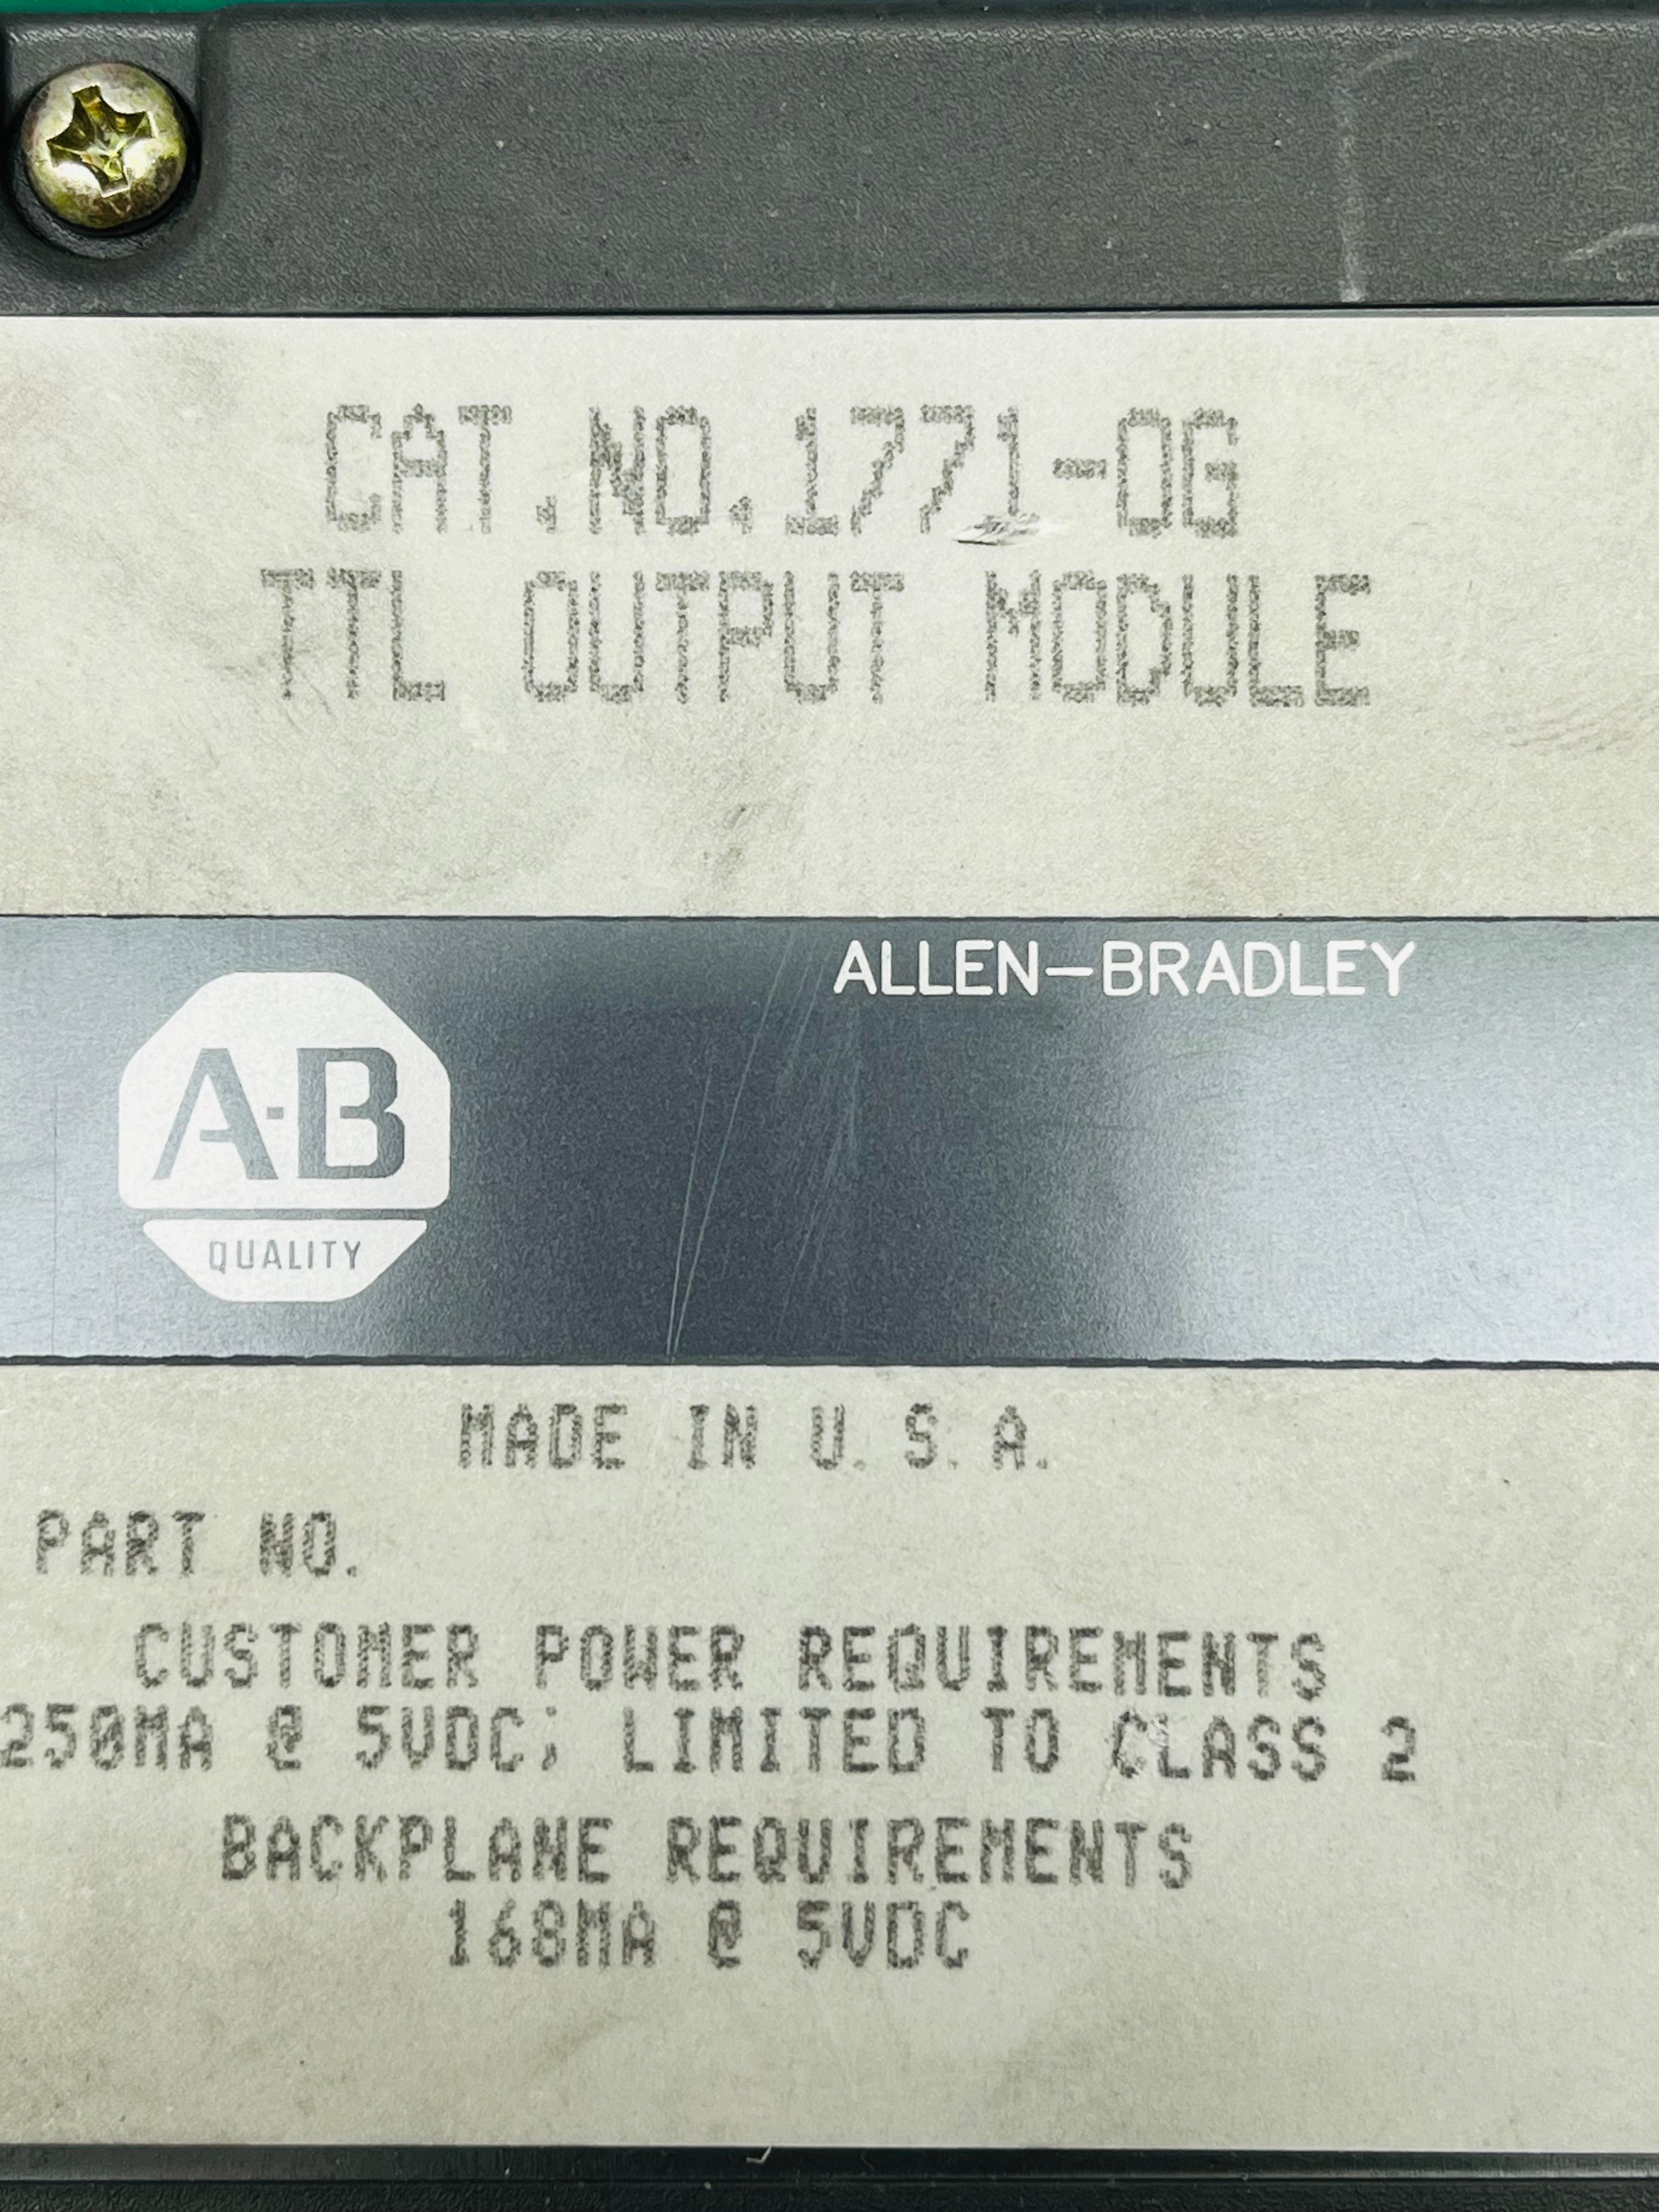 CAT.NO.1771-OG
TTL OUTPUT MODULE
ALLEN-BRADLEY
A-B
QUALITY
MADE IN U.S.A.
PART NO.
CUSTOMER POWER REQUIREMENTS
250MA @ 5VDC; LIMITED TO CLASS 2
BACKPLANE REQUIREMENTS
168MA @ 5VDC